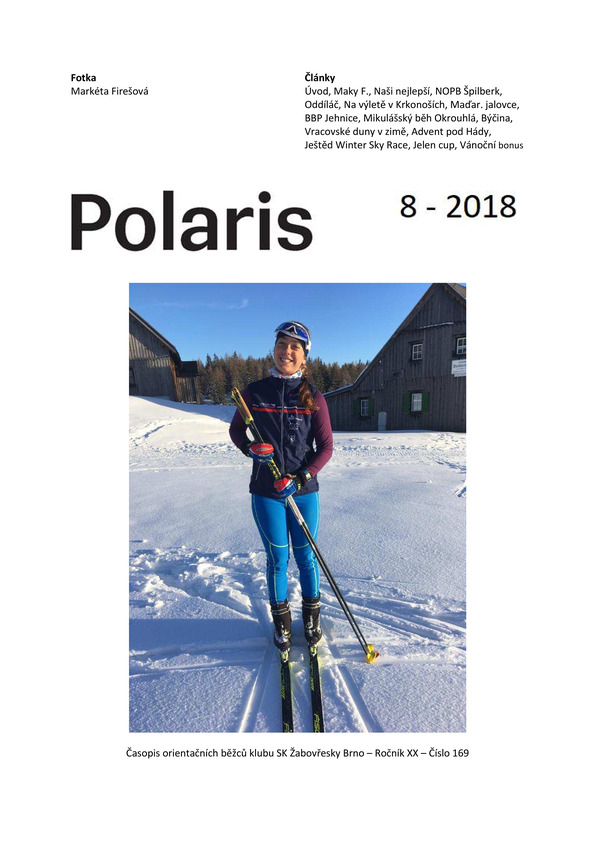 Fotka
Markéta Firešová
Články
Úvod, Maky F., Naši nejlepší, NOPB Špilberk,
Oddíláč, Na výletě v Krkonoších, Maďar. jalovce,
BBP Jehnice, Mikulášský běh Okrouhlá, Býčina,
Vracovské duny v zimě, Advent pod Hády,
Ještěd Winter Sky Race, Jelen cup, Vánoční bonus
Polaris
8 - 2018
Časopis orientačních běžců klubu SK Žabovřesky Brno – Ročník XX – Číslo 169